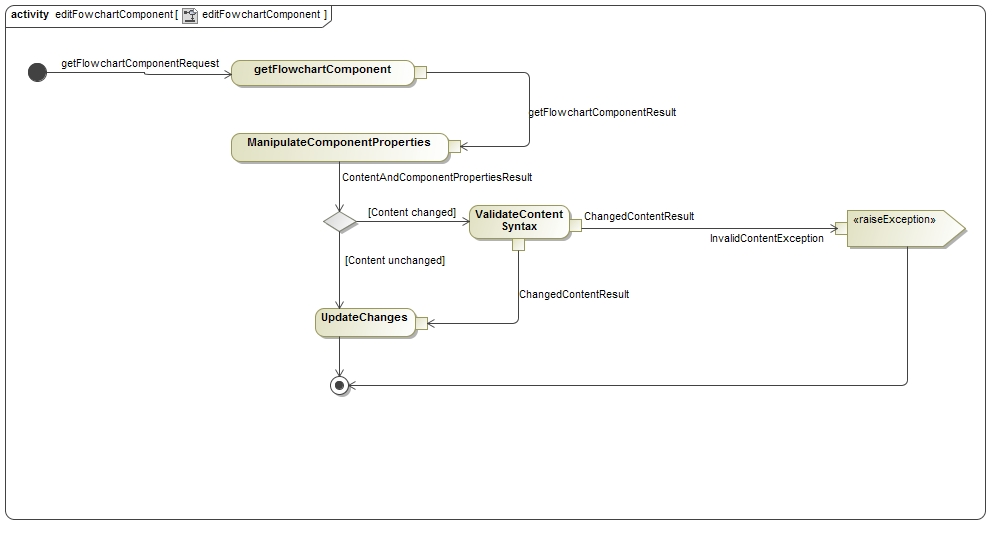 activity editFowchartComponent [ editFowchartComponent ]
getFlowchartComponentRequest
getFlowchartComponent
getFlowchartComponentResult
ManipulateComponentProperties
ContentAndComponentPropertiesResult
[Content changed]
ValidateContent
Syntax
ChangedContentResult
InvalidContentException
«raiseException»
[Content unchanged]
ChangedContentResult
UpdateChanges